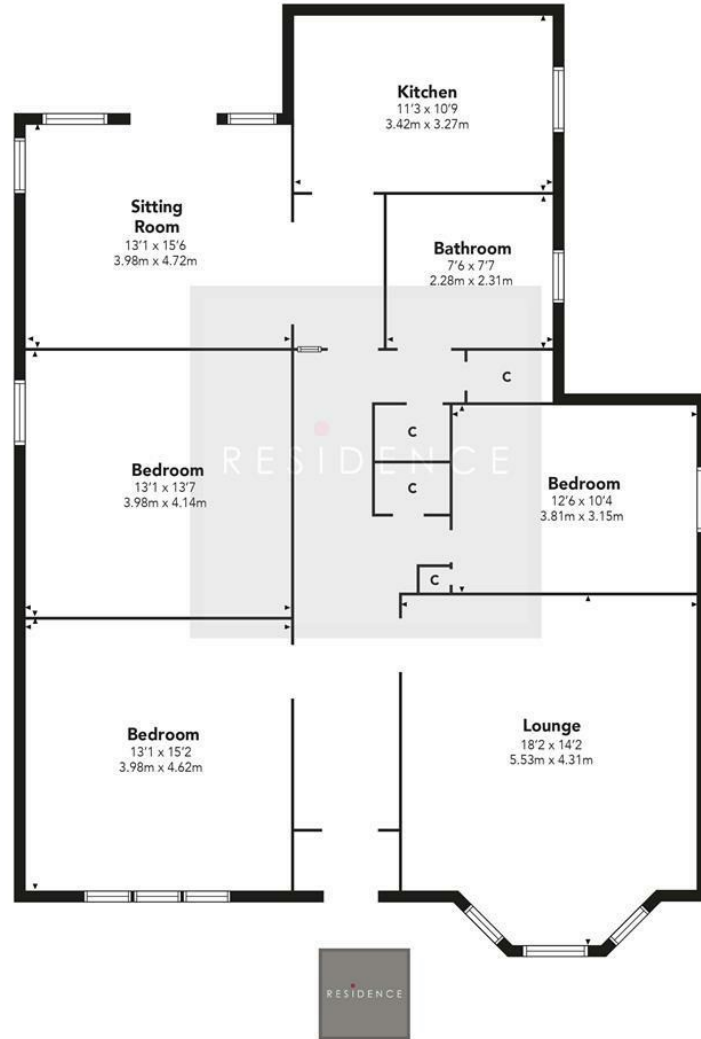 Kitchen
11'3 x 10'9
3.42m x 3.27m
Sitting
Room
13'1 x 15'6
3.98m x 4.72m
Bathroom
7'6 x 7'7
2.28m x 2.31m
C
C
RESIDENCE
Bedroom
13'1 x 13'7
3.98m x 4.14m
C
Bedroom
12'6 x 10'4
3.81m x 3.15m
C
Bedroom
13'1 x 15'2
3.98m x 4.62m
Lounge
18'2 x 14'2
5.53m x 4.31m
RESIDENCE